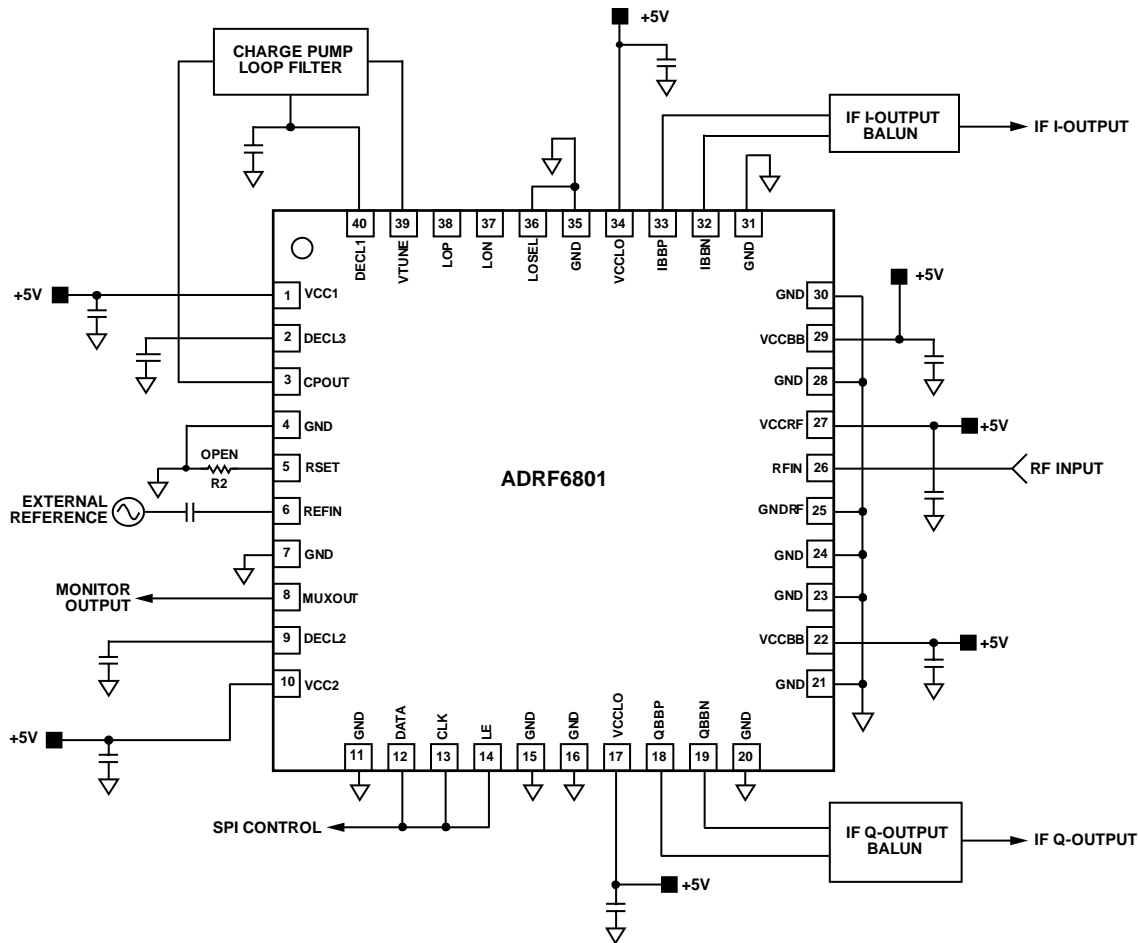 +5V
CHARGE PUMP
LOOP FILTER
IF I-OUTPUT
BALUN
IF I-OUTPUT
40
39
38
37
36
35
34
33
32
31
DECL1
VTUNE
LOP
LON
LOSEL
GND
VCCLO
IBBP
IBBN
GND
+5V
1
VCC1
2
DECL3
3
CPOUT
4
GND
OPEN
R2
5
RSET
EXTERNAL
REFERENCE
6
REFIN
7
GND
MONITOR
OUTPUT
8
MUXOUT
9
DECL2
10
VCC2
+5V
ADRF6801
GND
30
VCCBB
29
GND
28
VCCRF
27
+5V
RFIN
26
RF INPUT
GNDRF
25
GND
24
GND
23
VCCBB
22
+5V
GND
21
GND
DATA
CLK
LE
GND
GND
VCCLO
QBBP
QBBN
GND
11
12
13
14
15
16
17
18
19
20
SPI CONTROL
IF Q-OUTPUT
BALUN
IF Q-OUTPUT
+5V